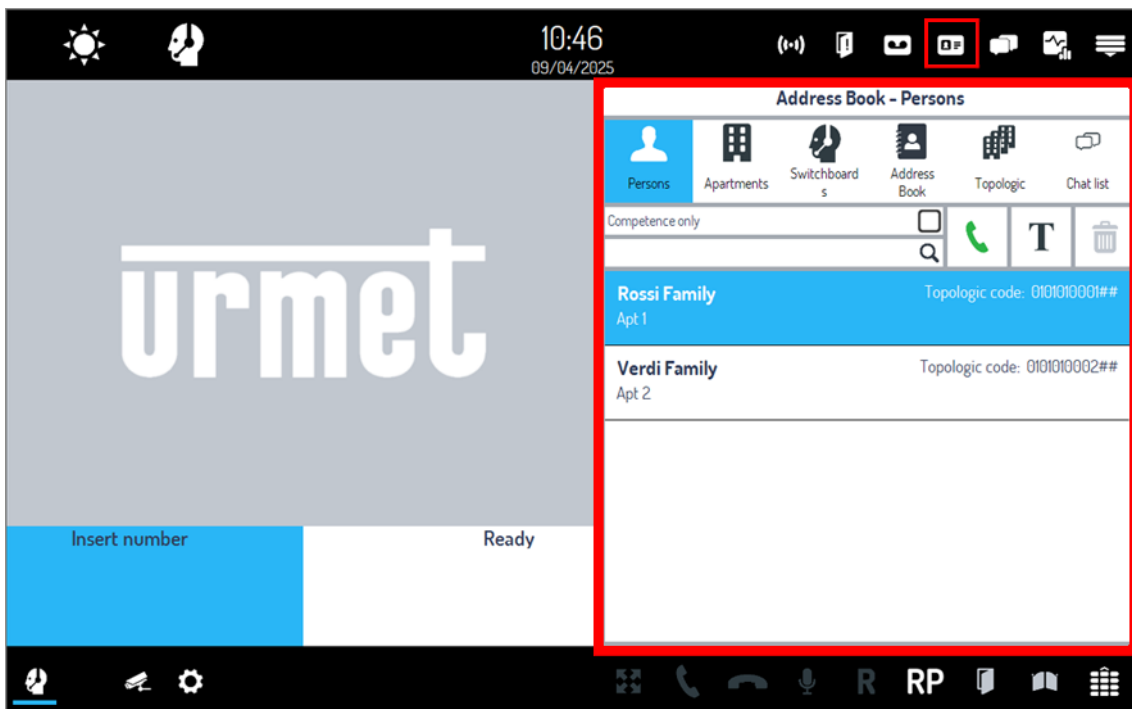 10:46
09/04/2025
Address Book - Persons
Persons
Apartments
Switchboard
s
Address
Book
Topologic
Chat list
Competence only
T
urmet
Rossi Family
Topologic code: 0101010001##
Apt 1
Verdi Family
Topologic code: 0101010002##
Apt 2
Insert number
Ready
R
RP